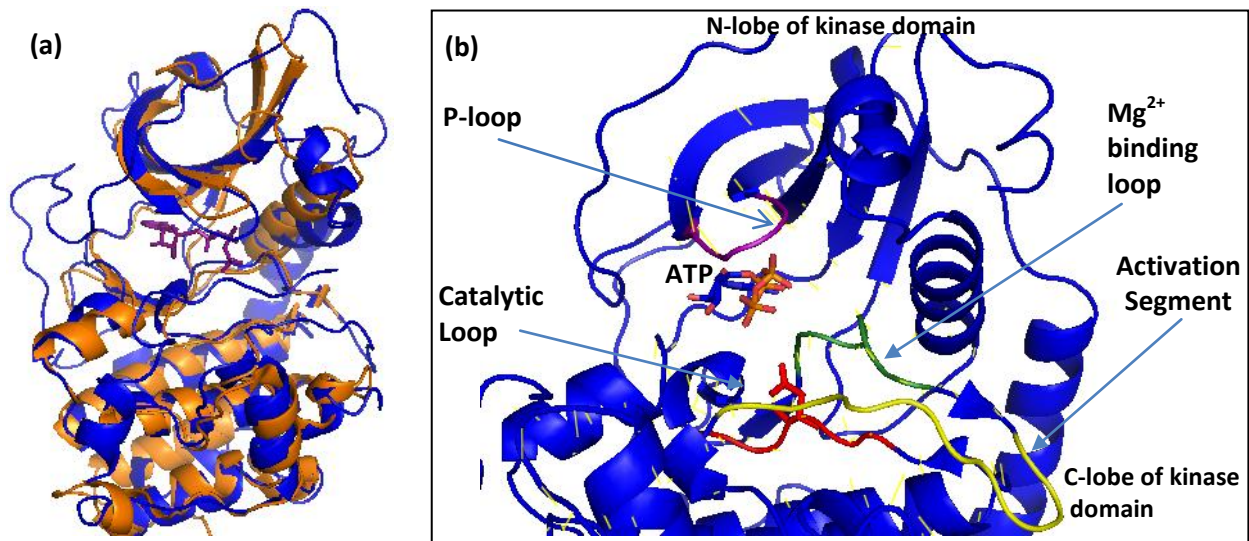 (a)
(b)
N-lobe of kinase domain
P-loop
Mg2+
binding
loop
ATP
Catalytic
Loop
Activation
Segment
C-lobe of kinase
domain